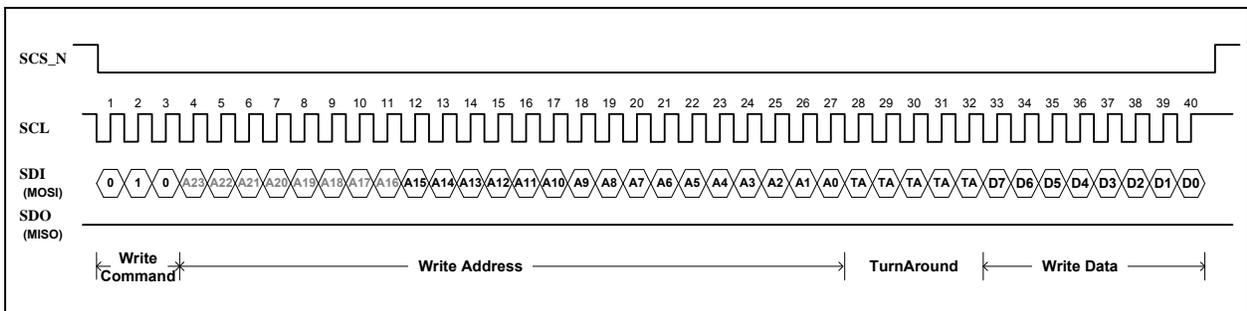 SCS_N
1 2 3 4 5 6 7 8 9 10 11 12 13 14 15 16 17 18 19 20 21 22 23 24 25 26 27 28 29 30 31 32 33 34 35 36 37 38 39 40
SCL
SDI
(MOSI)
0 1 0 A23 A22 A21 A20 A19 A18 A17 A16 A15 A14 A13 A12 A11 A10 A9 A8 A7 A6 A5 A4 A3 A2 A1 A0 TA TA TA TA TA D7 D6 D5 D4 D3 D2 D1 D0
SDO
(MISO)
Write
Command
Write Address
TurnAround
Write Data